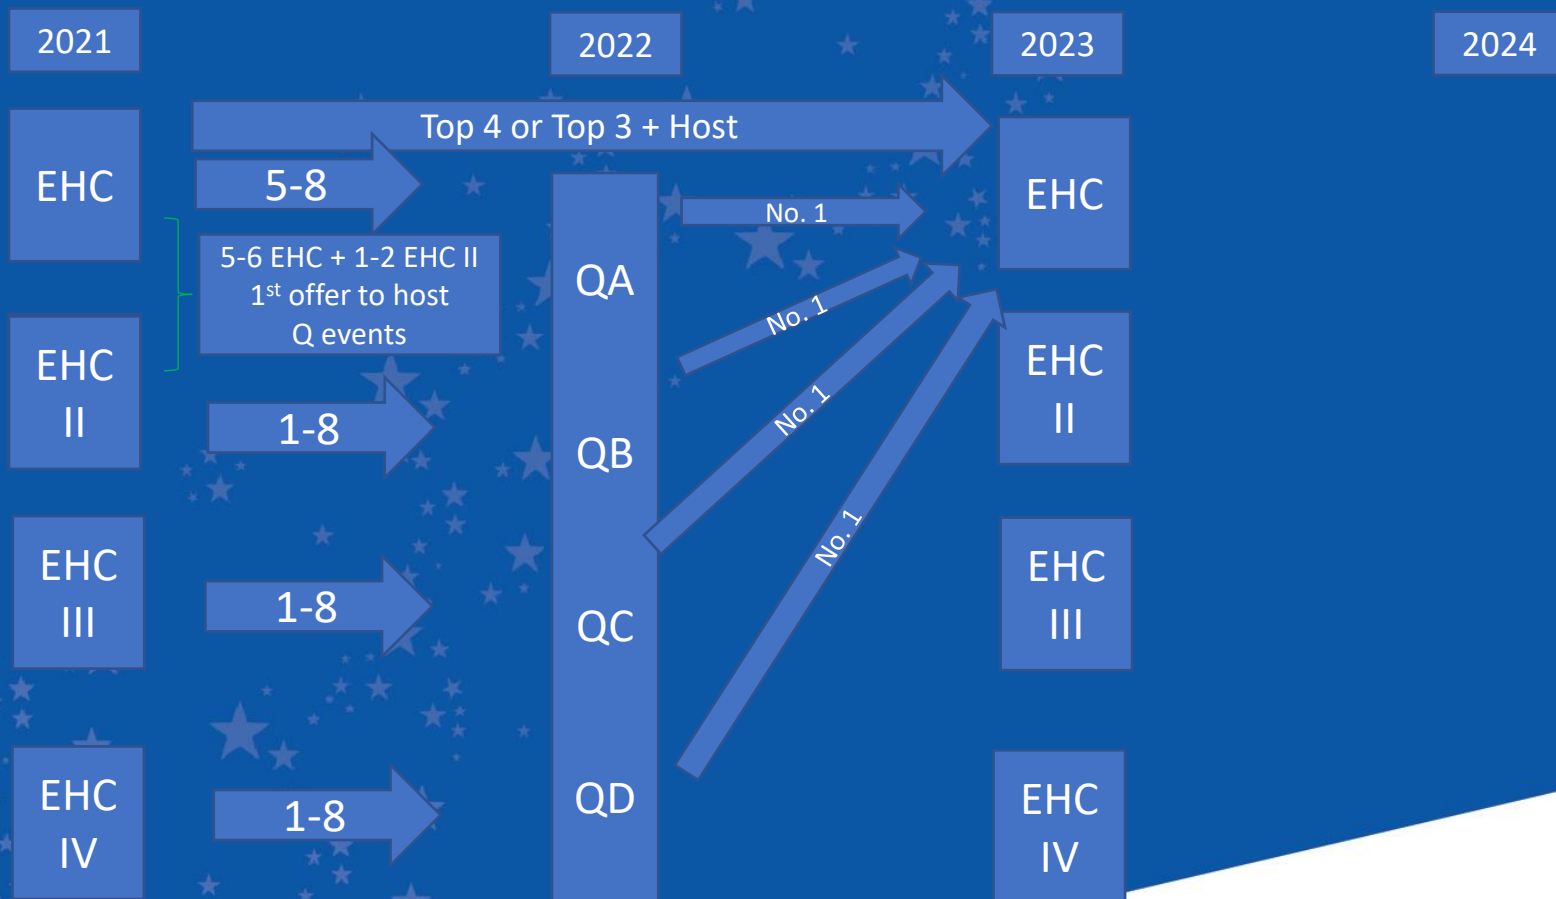 2021
2022
2023
2024
Top 4 or Top 3 + Host
EHC
5-8
No. 1
EHC
5-6 EHC + 1-2 EHC II
1st offer to host
Q events
QA
No. 1
EHC
II
1-8
QB
No. 1
EHC
II
EHC
III
1-8
QC
No. 1
EHC
III
EHC
IV
1-8
QD
EHC
IV